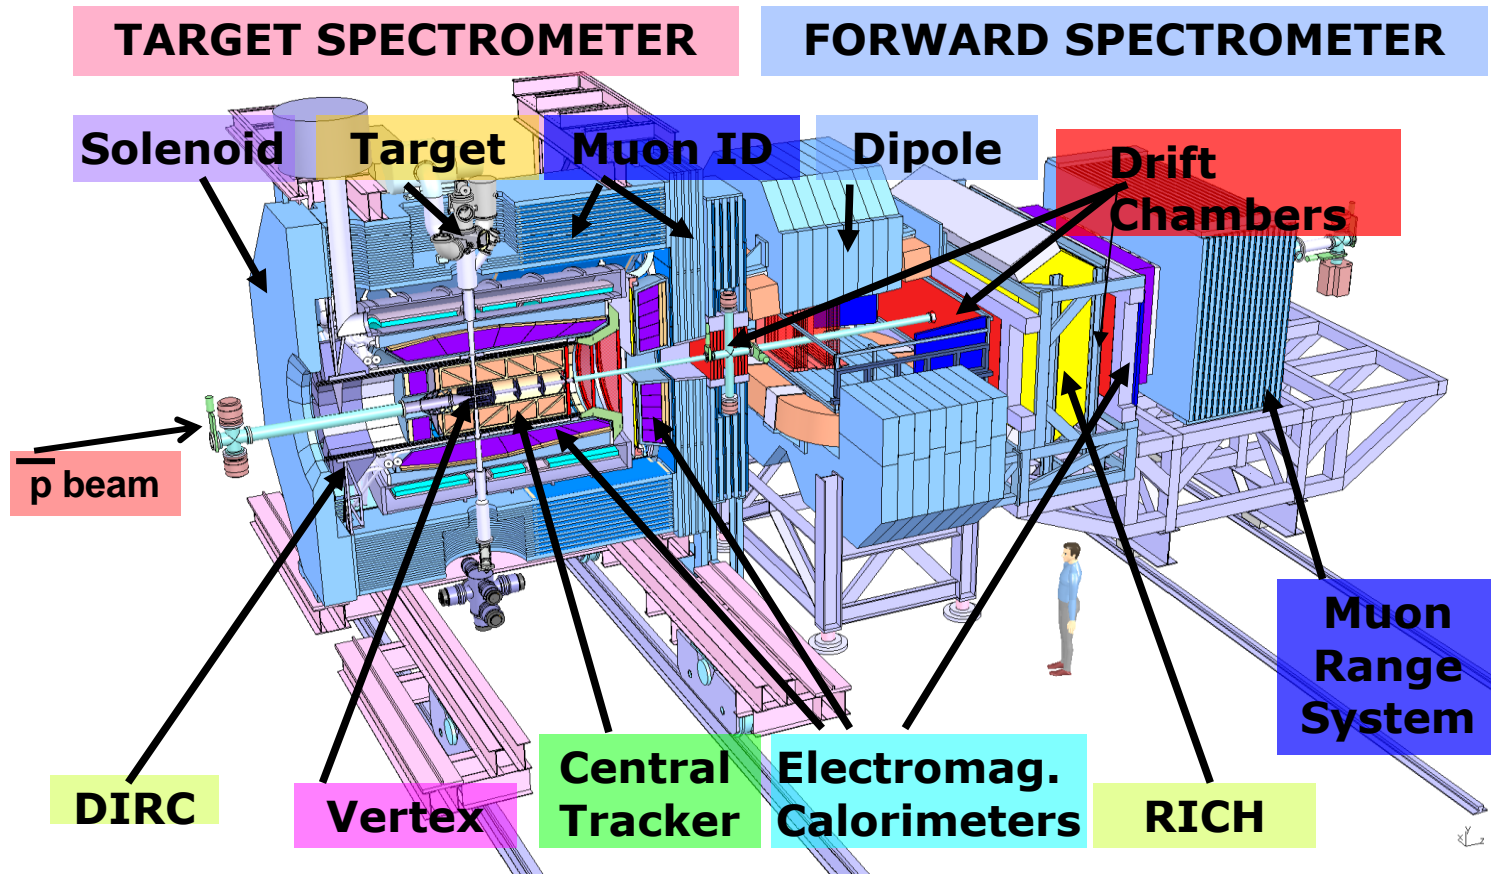 TARGET SPECTROMETER
FORWARD SPECTROMETER
Solenoid
Target
Muon ID
Dipole
Drift
Chambers
p̅ beam
Muon
Range
System
DIRC
Vertex
Central
Tracker
Electromag.
Calorimeters
RICH
x y z